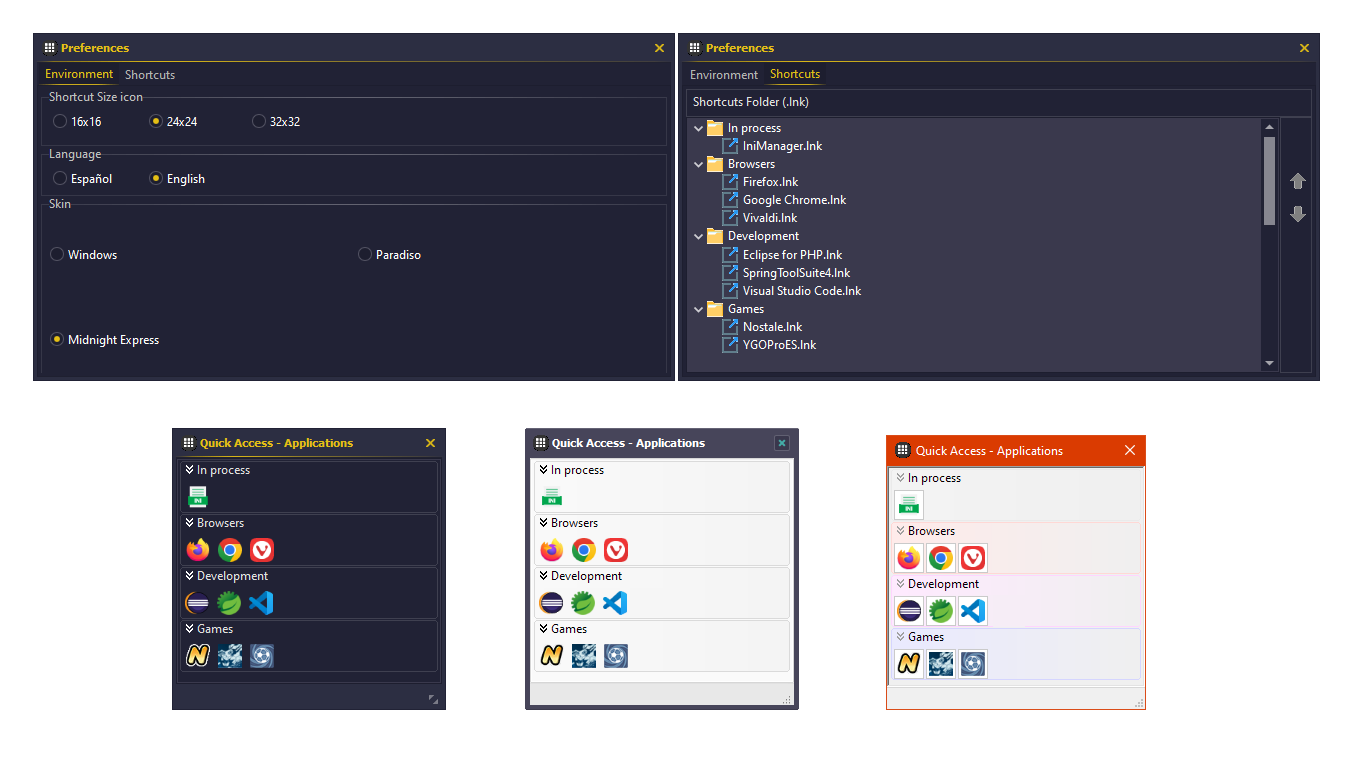 Preferences
Environment Shortcuts
Shortcut Size icon
16x16 24x24 32x32
Language
Español English
Skin
Windows Paradiso
Midnight Express
Preferences
Environment Shortcuts
Shortcuts Folder (.lnk)
In process
IniManager.lnk
Browsers
Firefox.lnk
Google Chrome.lnk
Vivaldi.lnk
Development
Eclipse for PHP.lnk
SpringToolSuite4.lnk
Visual Studio Code.lnk
Games
Nostale.lnk
YGOProES.lnk
Quick Access - Applications
In process
INI
Browsers
Development
Games
N
Quick Access - Applications
In process
INI
Browsers
Development
Games
N
Quick Access - Applications
In process
INI
Browsers
Development
Games
N